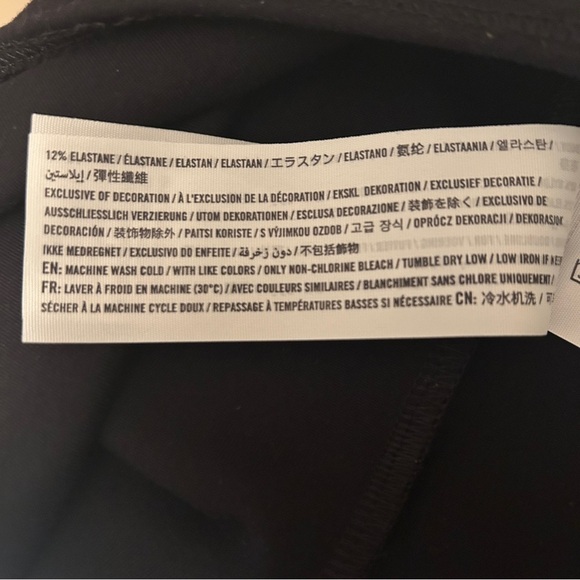 12% ELASTANE / ÉLASTANE / ELASTAN / ELASTAAN / エラスタン / ELASTANO / 氨纶 / ELASTAANIA / 엘라스탄 /
إيلاستين / 彈性纖維
EXCLUSIVE OF DECORATION / À L'EXCLUSION DE LA DÉCORATION / EKSKL. DEKORATION / EXCLUSIEF DECORATIE /
AUSSCHLIESSLICH VERZIERUNG / UTOM DEKORATIONEN / ESCLUSA DECORAZIONE / 装飾を除く / EXCLUSIVO DE
DECORACIÓN / 装饰物除外 / PAITSI KORISTE / S VÝJIMKOU OZDOB / 고급 장식 / OPRÓCZ DEKORACJI / DEKORASJON
IKKE MEDREGNET / EXCLUSIVO DO ENFEITE / دون زخرفة / 不包括飾物
EN: MACHINE WASH COLD / WITH LIKE COLORS / ONLY NON-CHLORINE BLEACH / TUMBLE DRY LOW / LOW IRON IF
FR: LAVER À FROID EN MACHINE (30°C) / AVEC COULEURS SIMILAIRES / BLANCHIMENT SANS CHLORE UNIQUEMENT /
SÉCHER À LA MACHINE CYCLE DOUX / REPASSAGE À TEMPÉRATURES BASSES SI NÉCESSAIRE CN: 冷水机洗 /